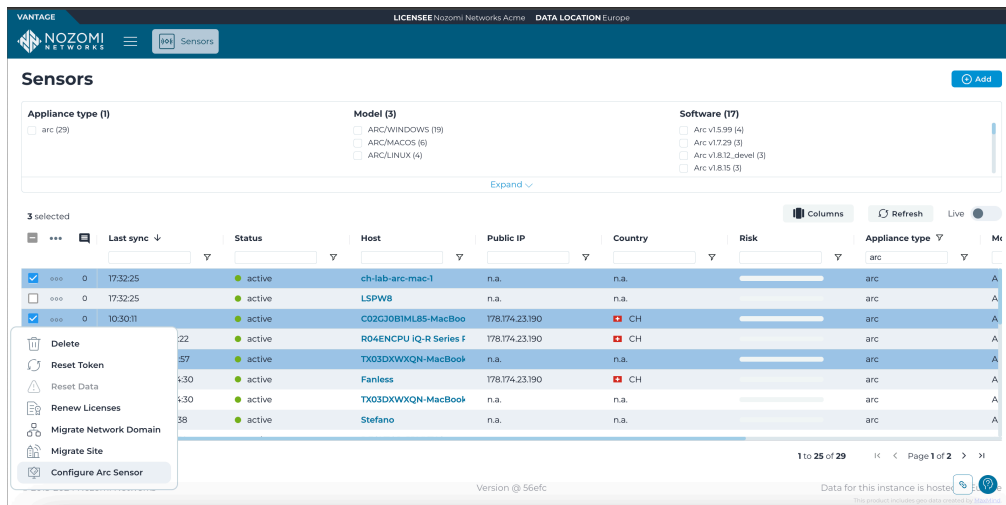 VANTAGE
LICENSEE Nozomi Networks Acme DATA LOCATION Europe
NOZOMI NETWORKS Sensors
Sensors
Add
Appliance type (1) Model (3) Software (17)
arc (29) ARC/WINDOWS (19) Arc v1.5.99 (4)
ARC/MACOS (6) Arc v1.7.29 (3)
ARC/LINUX (4) Arc v1.8.12_devel (3)
Arc v1.8.15 (3)
Expand
3 selected Columns Refresh Live
Last sync Status Host Public IP Country Risk Appliance type
arc
0 17:32:25 active ch-lab-arc-mac-1 n.a. n.a. arc A
0 17:32:25 active LSPW8 n.a. n.a. arc A
0 10:30:11 active C02GJ0B1ML85-MacBoo 178.174.23.190 CH arc A
:22 active R04ENCPU iQ-R Series 178.174.23.190 CH arc A
:57 active TX03DXWXQN-MacBook n.a. n.a. arc A
:30 active Fanless 178.174.23.190 CH arc A
:30 active TX03DXWXQN-MacBook n.a. n.a. arc A
38 active Stefano n.a. n.a. arc A
Delete
Reset Token
Reset Data
Renew Licenses
Migrate Network Domain
Migrate Site
Configure Arc Sensor
1 to 25 of 29 Page 1 of 2
Version @ 56efc Data for this instance is hosted
This product includes geo data created by MaxMind.